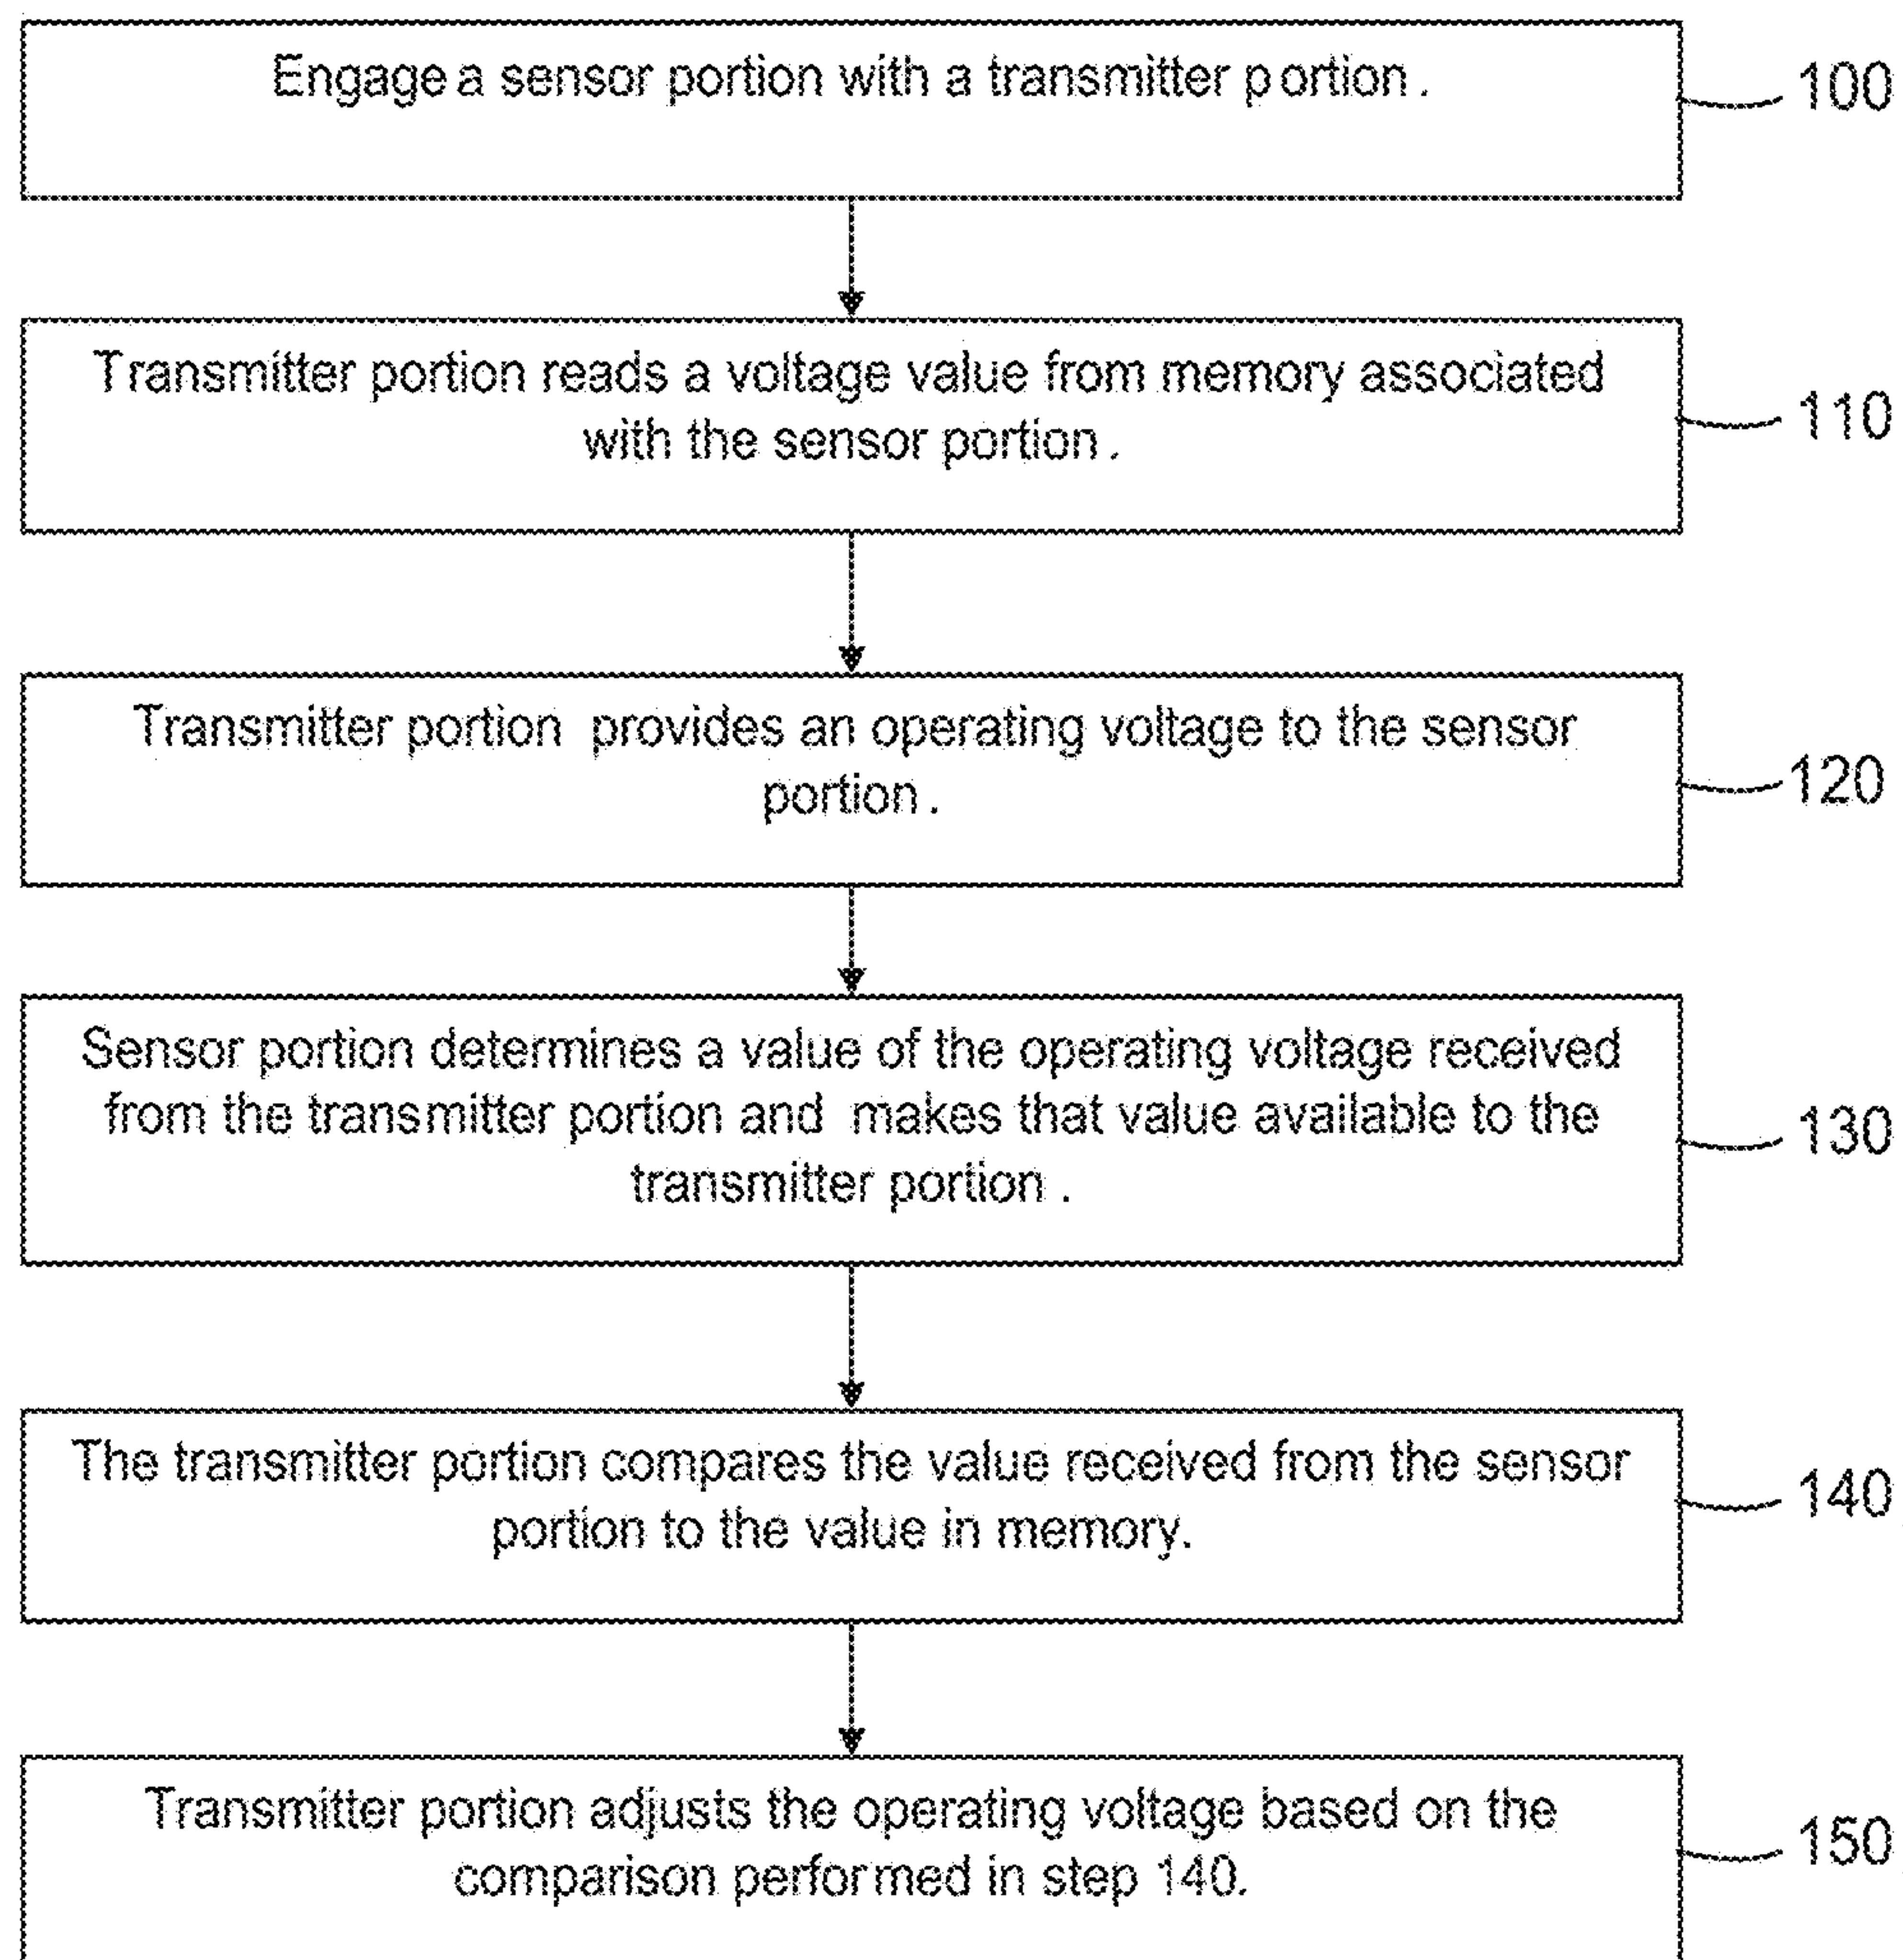 Engage a sensor portion with a transmitter portion.
100
Transmitter portion reads a voltage value from memory associated
with the sensor portion.
110
Transmitter portion provides an operating voltage to the sensor
portion.
120
Sensor portion determines a value of the operating voltage received
from the transmitter portion and makes that value available to the
transmitter portion.
130
The transmitter portion compares the value received from the sensor
portion to the value in memory.
140
Transmitter portion adjusts the operating voltage based on the
comparison performed in step 140.
150